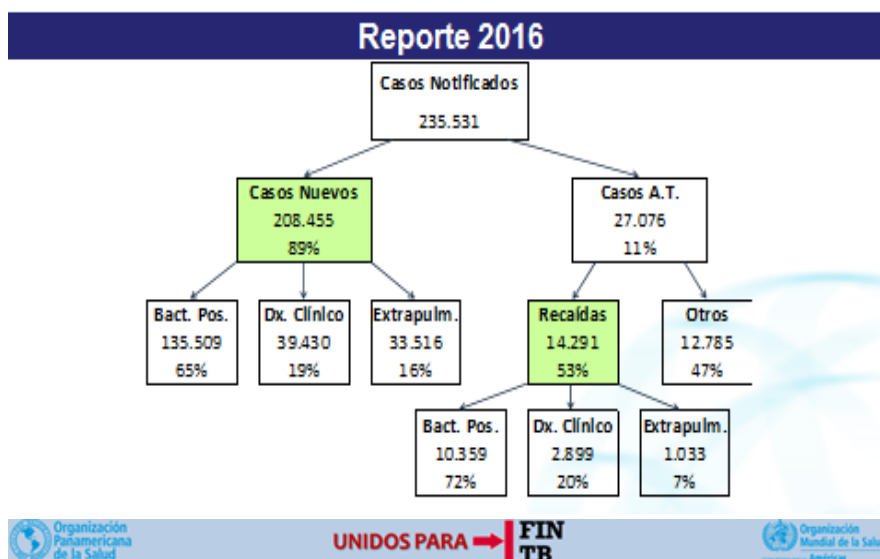 Reporte 2016
Casos Notificados
235.531
Casos Nuevos
208.455
89%
Casos A.T.
27.076
11%
Bact. Pos.
135.509
65%
Dx. Clínico
39.430
19%
Extrapulm.
33.516
16%
Recaídas
14.291
53%
Otros
12.785
47%
Bact. Pos.
10.359
72%
Dx. Clínico
2.899
20%
Extrapulm.
1.033
7%
Organización
Panamericana
de la Salud
UNIDOS PARA
FIN
TB
Organización
Mundial de la Salu
Américas